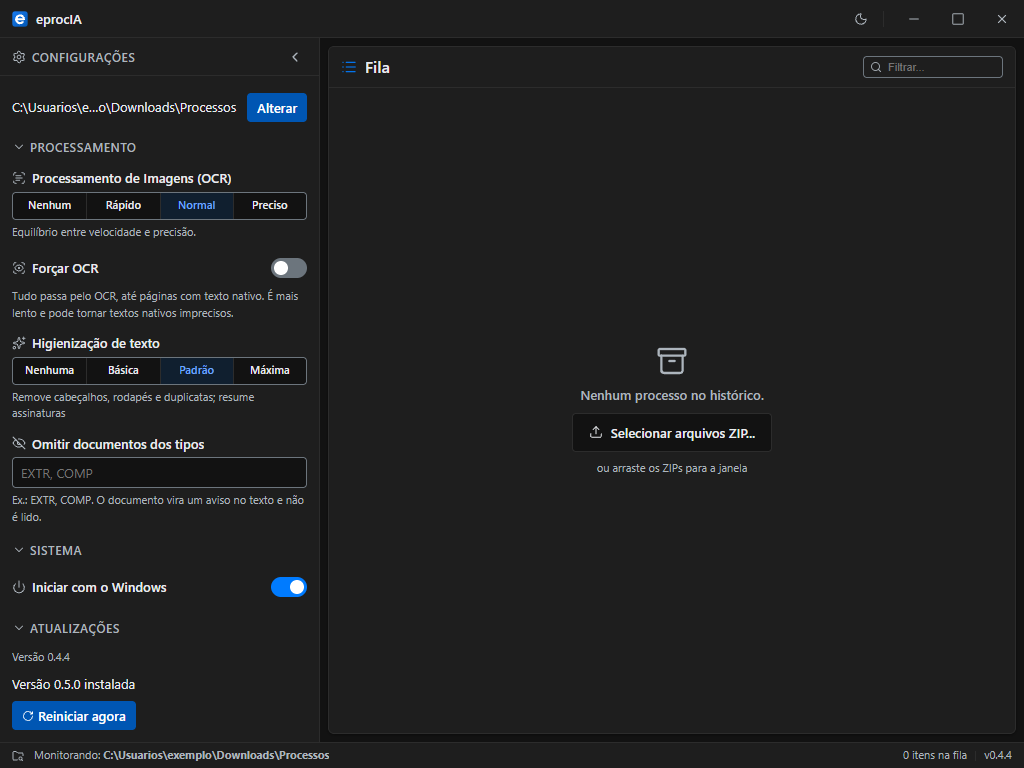 eprocIA
CONFIGURAÇÕES
C:\Usuarios\e...o\Downloads\Processos
Alterar
PROCESSAMENTO
Processamento de Imagens (OCR)
Nenhum
Rápido
Normal
Preciso
Equilíbrio entre velocidade e precisão.
Forçar OCR
Tudo passa pelo OCR, até páginas com texto nativo. É mais
lento e pode tornar textos nativos imprecisos.
Higienização de texto
Nenhuma
Básica
Padrão
Máxima
Remove cabeçalhos, rodapés e duplicatas; resume
assinaturas
Omitir documentos dos tipos
EXTR, COMP
Ex.: EXTR, COMP. O documento vira um aviso no texto e não
é lido.
SISTEMA
Iniciar com o Windows
ATUALIZAÇÕES
Versão 0.4.4
Versão 0.5.0 instalada
Reiniciar agora
Fila
Filtrar...
Nenhum processo no histórico.
Selecionar arquivos ZIP...
ou arraste os ZIPs para a janela
Monitorando: C:\Usuarios\exemplo\Downloads\Processos
0 itens na fila
v0.4.4